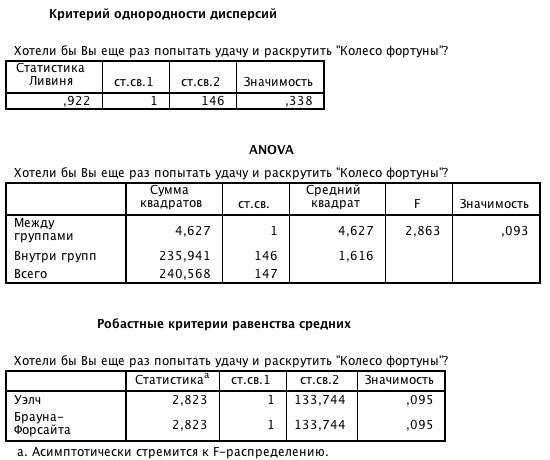 Критерий однородности дисперсий
Хотели бы Вы еще раз попытать удачу и раскрутить "Колесо фортуны"?
Статистика Ливиня ст.св.1 ст.св.2 Значимость
,922 1 146 ,338
ANOVA
Хотели бы Вы еще раз попытать удачу и раскрутить "Колесо фортуны"?
Сумма квадратов ст.св. Средний квадрат F Значимость
Между группами 4,627 1 4,627 2,863 ,093
Внутри групп 235,941 146 1,616
Всего 240,568 147
Робастные критерии равенства средних
Хотели бы Вы еще раз попытать удачу и раскрутить "Колесо фортуны"?
Статистикаª ст.св.1 ст.св.2 Значимость
Уэлч 2,823 1 133,744 ,095
Брауна-Форсайта 2,823 1 133,744 ,095
a. Асимптотически стремится к F-распределению.